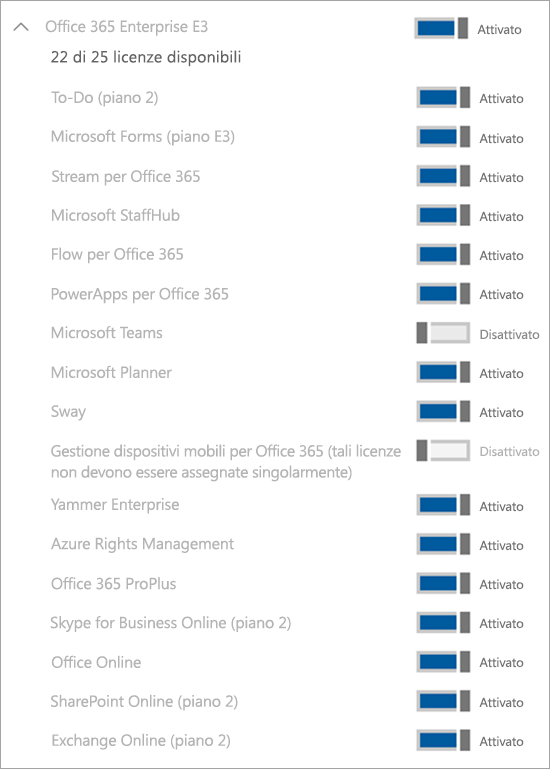 Office 365 Enterprise E3 Attivato
22 di 25 licenze disponibili
To-Do (piano 2) Attivato
Microsoft Forms (piano E3) Attivato
Stream per Office 365 Attivato
Microsoft StaffHub Attivato
Flow per Office 365 Attivato
PowerApps per Office 365 Attivato
Microsoft Teams Disattivato
Microsoft Planner Attivato
Sway Attivato
Gestione dispositivi mobili per Office 365 (tali licenze Disattivato
non devono essere assegnate singolarmente)
Yammer Enterprise Attivato
Azure Rights Management Attivato
Office 365 ProPlus Attivato
Skype for Business Online (piano 2) Attivato
Office Online Attivato
SharePoint Online (piano 2) Attivato
Exchange Online (piano 2) Attivato